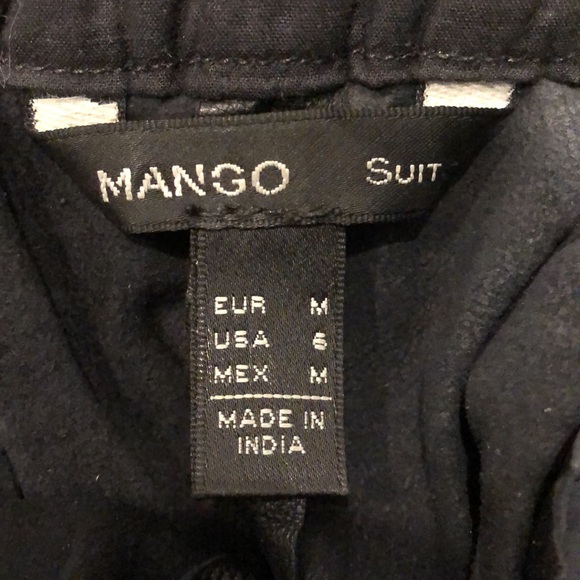 MANGO SUIT
EUR M
USA 6
MEX M
MADE IN
INDIA